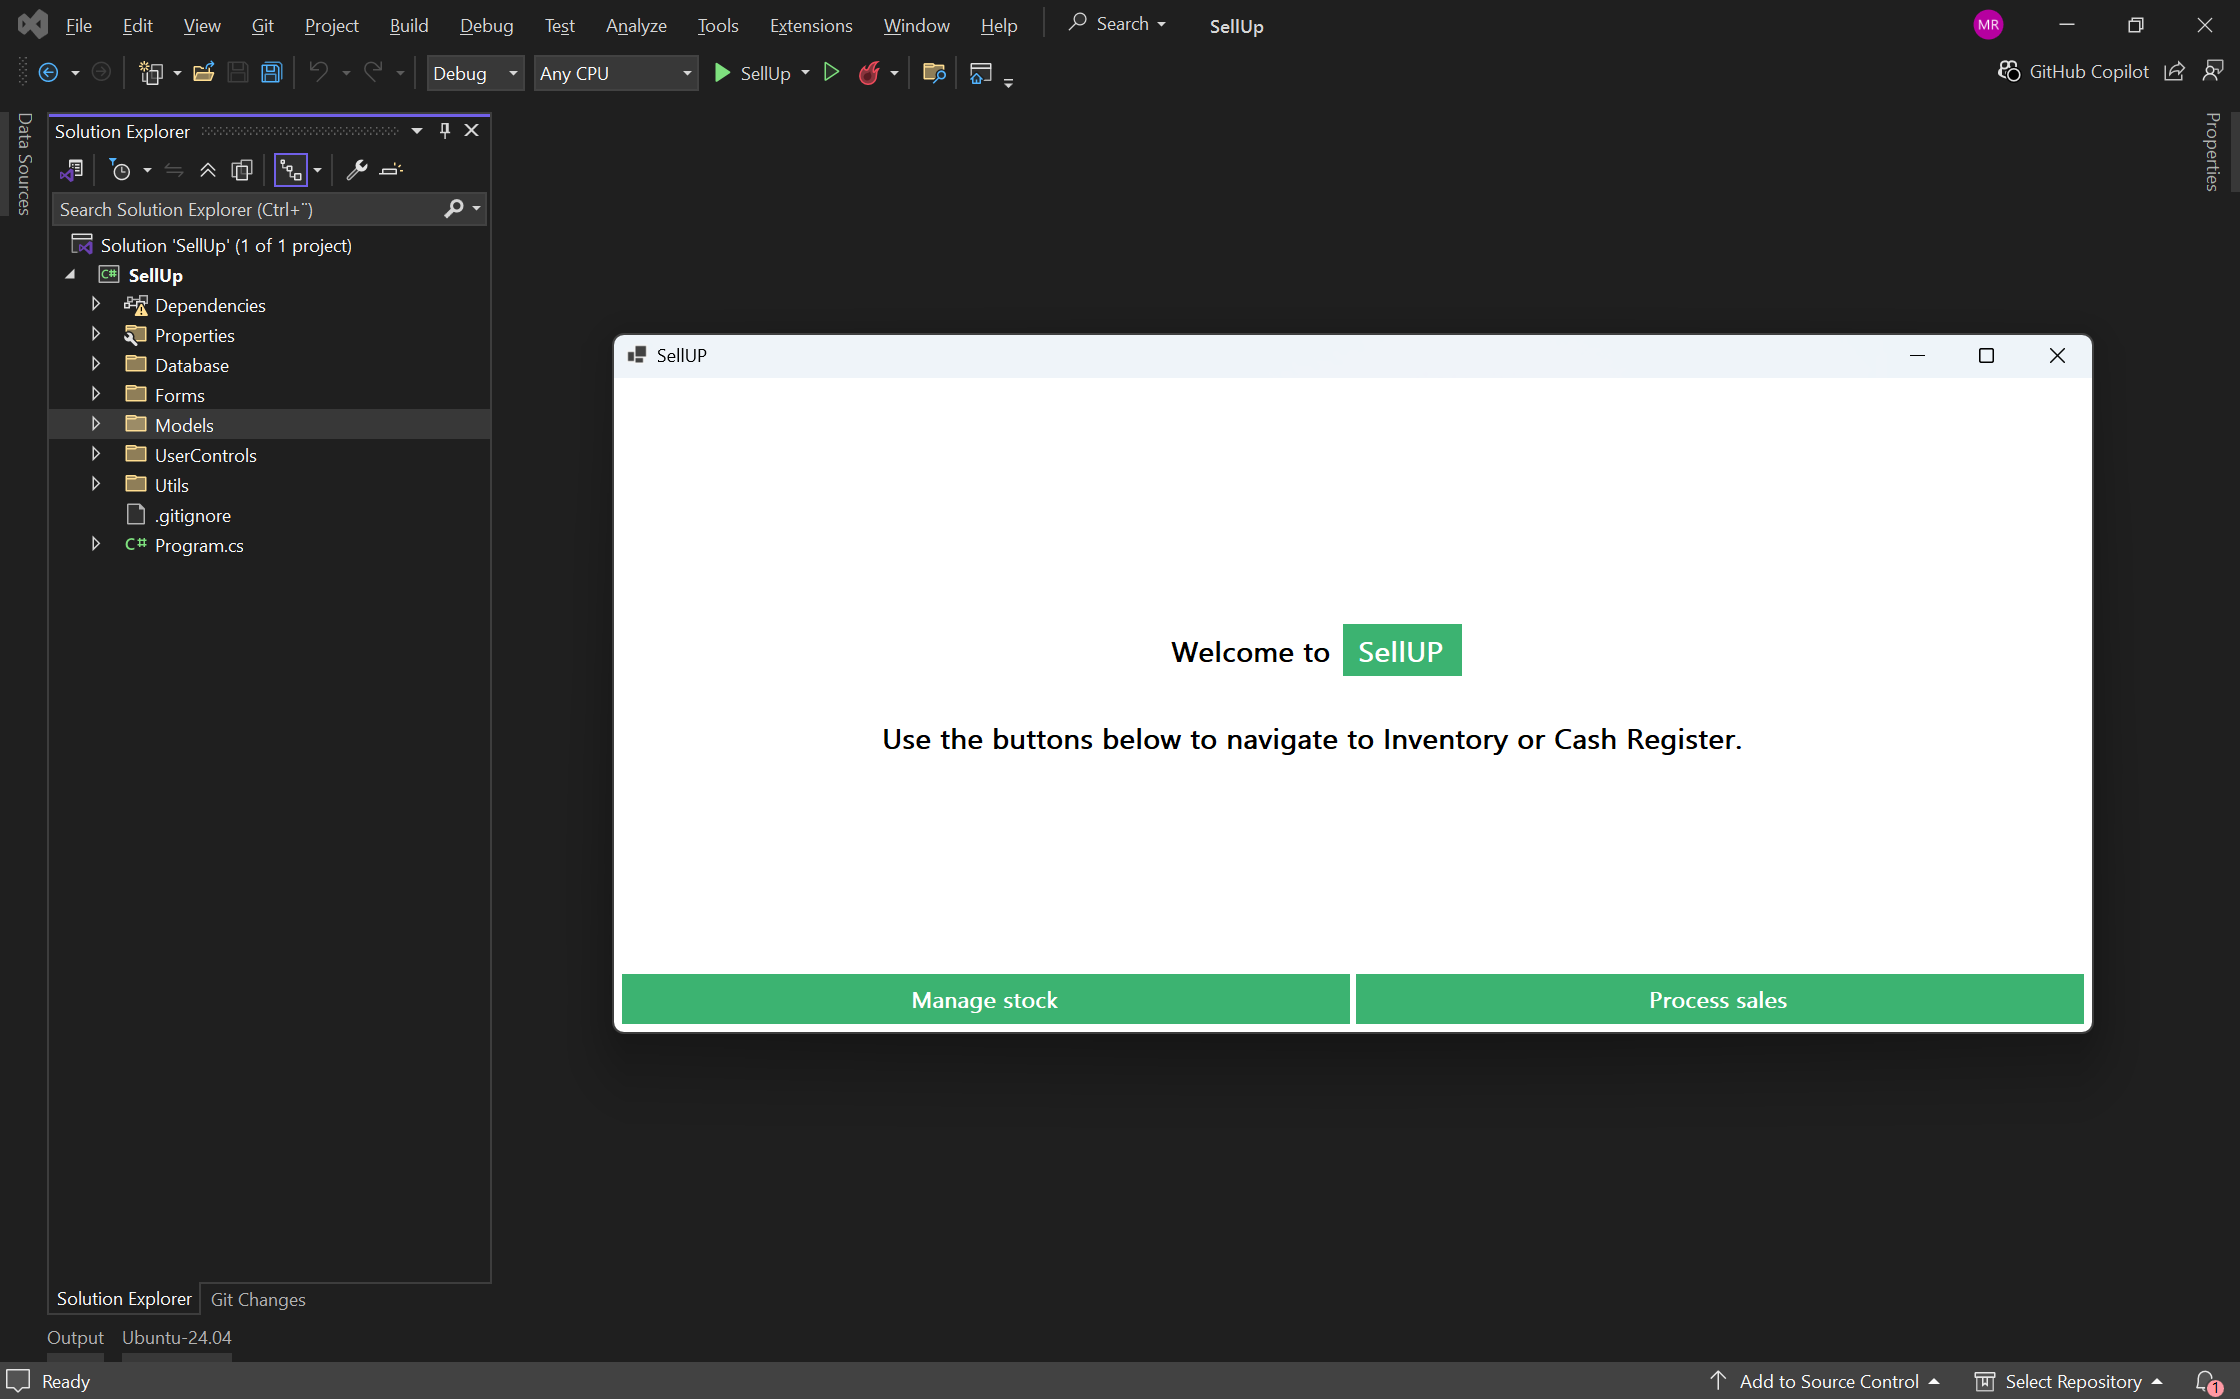 File Edit View Git Project Build Debug Test Analyze Tools Extensions Window Help Search SellUp MR
Debug Any CPU SellUp GitHub Copilot
Data Sources
Solution Explorer
Search Solution Explorer (Ctrl+¨)
Solution 'SellUp' (1 of 1 project)
C# SellUp
Dependencies
Properties
Database
Forms
Models
UserControls
Utils
.gitignore
C# Program.cs
Solution Explorer Git Changes
Output Ubuntu-24.04
SellUP
Welcome to SellUP
Use the buttons below to navigate to Inventory or Cash Register.
Manage stock Process sales
Properties
Ready Add to Source Control Select Repository 1